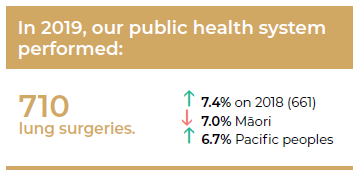 In 2019, our public health system
performed:
710
lung surgeries.
↑ 7.4% on 2018 (661)
↓ 7.0% Māori
↑ 6.7% Pacific peoples